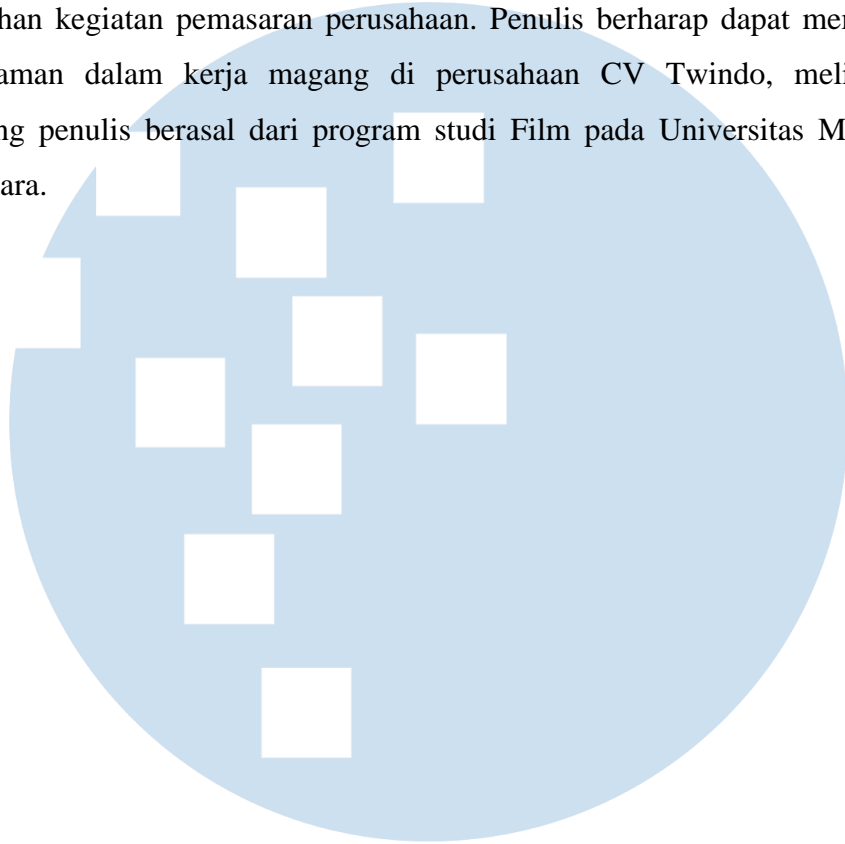 han kegiatan pemasaran perusahaan. Penulis berharap dapat mer
aman dalam kerja magang di perusahaan CV Twindo, meli
ng penulis berasal dari program studi Film pada Universitas M
ara.